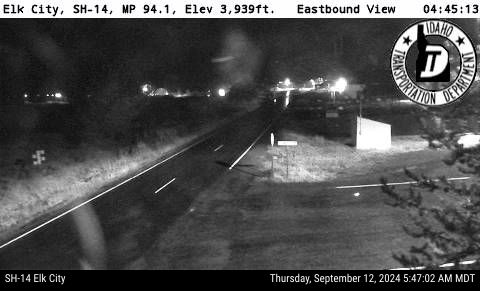 Elk City, SH-14, MP 94.1, Elev 3,939ft. Eastbound View 04:45:13
IDAHO
TRANSPORTATION DEPARTMENT
SH-14 Elk City Thursday, September 12, 2024 5:47:02 AM MDT